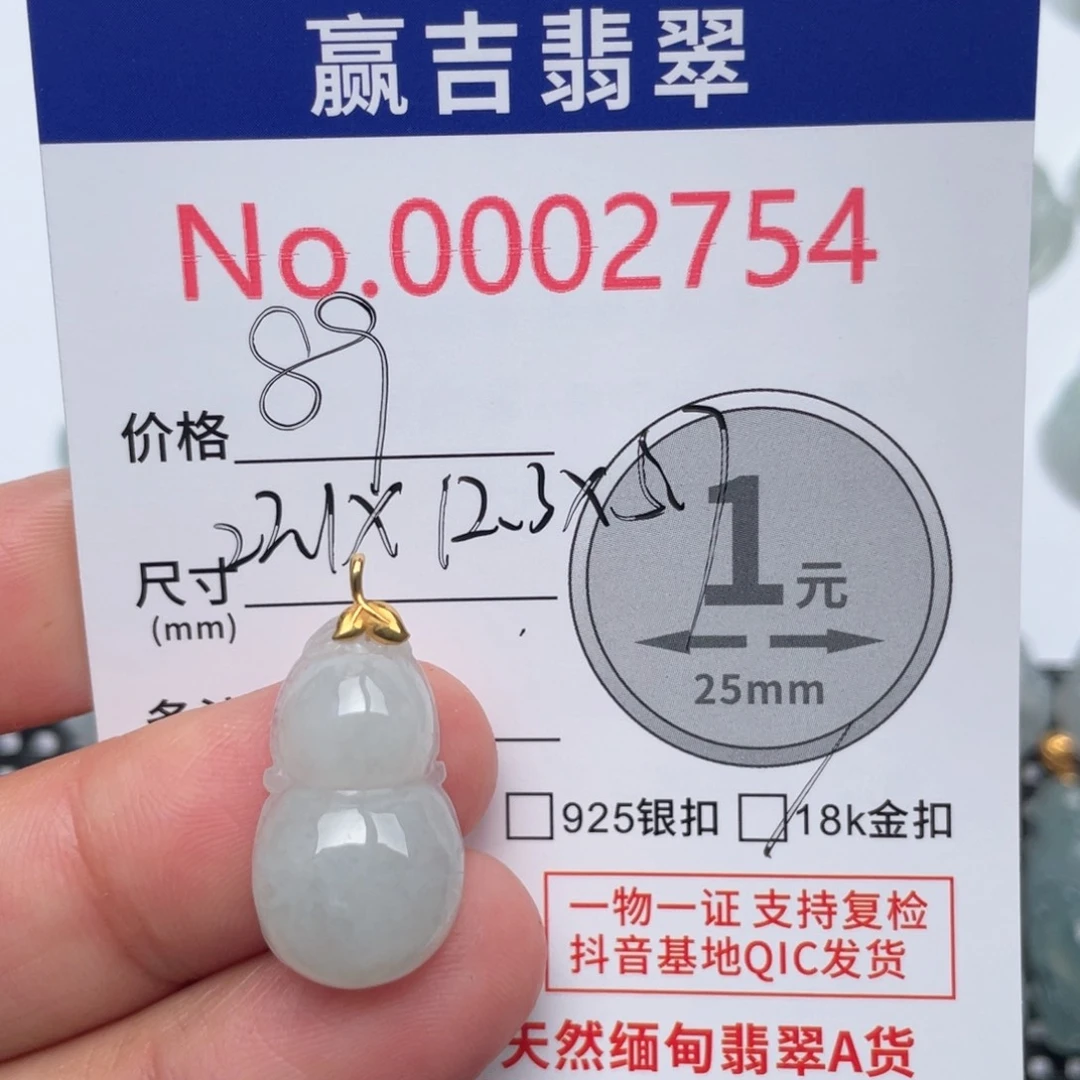 赢吉翡翠
No.0002754
89
价格
尺寸
(mm)
1元
25mm
925银扣 18k金扣
一物一证 支持复检
抖音基地QIC发货
天然缅甸翡翠A货